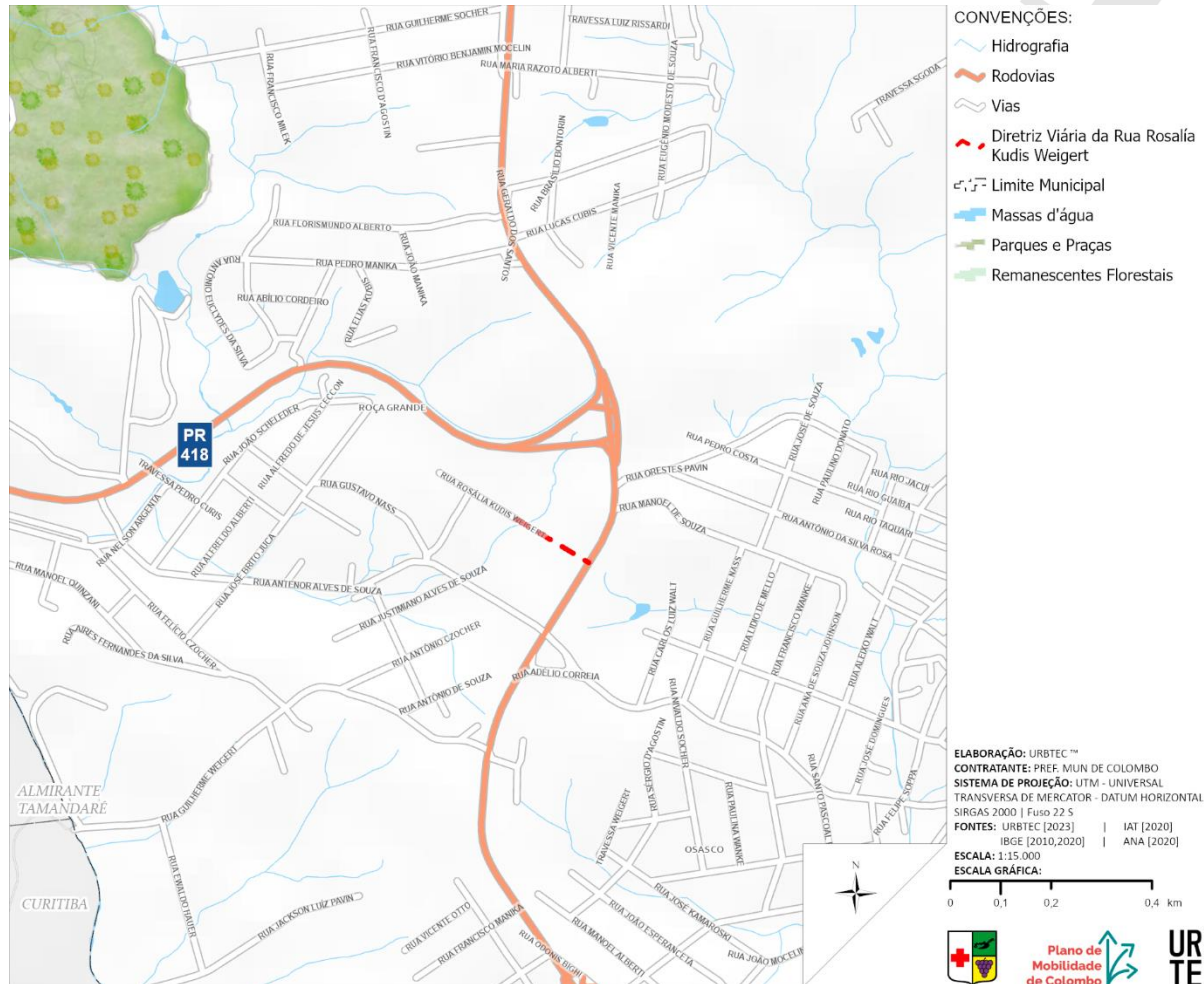 RUA GUILHERME SOCHER
TRAVESSA LUIZ RISSARDI
RUA FRANCISCO MILEK
RUA FRANCISCO D'AGOSTIN
RUA VITÓRIO BENJAMIN MOCELIN
RUA MARIA RAZOTO ALBERTI
RUA EUGÊNIO MODESTO DE SOUZA
TRAVESSA SGODA
RUA BRASÍLIO BONTORIN
RUA GERALDO DOS SANTOS
RUA LUCAS CUBIS
RUA VICENTE MANIKA
RUA FLORISMUNDO ALBERTO
RUA JOÃO MANIKA
RUA PEDRO MANIKA
RUA ANTÔNIO EUCLYDES DA SILVA
RUA ABÍLIO CORDEIRO
RUA ELIAS KUBIS
PR
418
ROÇA GRANDE
RUA JOÃO SCHELEDER
RUA ALFREDO DE JESUS CECCON
TRAVESSA PEDRO CURIS
RUA NELSON ARGENTA
RUA ALFREDO ALBERTI
RUA JOSÉ BRITO JUCA
RUA GUSTAVO NASS
RUA ROSÁLIA KUDIS WEIGERT
RUA ORESTES PAVIN
RUA MANOEL DE SOUZA
RUA PEDRO COSTA
RUA JOSÉ DE SOUZA
RUA PAULINO DONATO
RUA RIO JACUÍ
RUA RIO GUAÍBA
RUA RIO TAQUARI
RUA ANTÔNIO DA SILVA ROSA
RUA MANOEL QUINZANI
RUA AIRES FERNANDES DA SILVA
RUA FELÍCIO CZOCHER
RUA ANTENOR ALVES DE SOUZA
RUA JUSTIMIANO ALVES DE SOUZA
RUA ANTÔNIO CZOCHER
RUA ANTÔNIO DE SOUZA
RUA ADÉLIO CORREIA
RUA CARLOS LUIZ WALT
RUA GUILHERME NASS
RUA LIDIO DE MELLO
RUA FRANCISCO WANKE
RUA ANA DE SOUZA JOHNSON
RUA ALEIXO WALT
RUA JOSÉ DOMINGUES
RUA NIVALDO SOCHER
RUA SÉRGIO D'AGOSTIN
RUA PAULINA WANKE
RUA SANTO PASCOALI
RUA FELIPE SOPPA
TRAVESSA WEIGERT
OSASCO
RUA GUILHERME WEIGERT
ALMIRANTE
TAMANDARÉ
CURITIBA
RUA EWALDO HAUER
RUA JACKSON LUIZ PAVIN
RUA VICENTE OTTO
RUA FRANCISCO MANIKA
RUA ODONIS BIGHI
RUA MANOEL ALBERTI
RUA JOÃO ESPERANCETA
RUA JOSÉ KAMAROSKI
RUA JOÃO MOCELIN
N
CONVENÇÕES:
Hidrografia
Rodovias
Vias
Diretriz Viária da Rua Rosalía
Kudis Weigert
Limite Municipal
Massas d'água
Parques e Praças
Remanescentes Florestais
ELABORAÇÃO: URBTEC ™
CONTRATANTE: PREF. MUN DE COLOMBO
SISTEMA DE PROJEÇÃO: UTM - UNIVERSAL
TRANSVERSA DE MERCATOR - DATUM HORIZONTAL
SIRGAS 2000 | Fuso 22 S
FONTES: URBTEC [2023] | IAT [2020]
IBGE [2010,2020] | ANA [2020]
ESCALA: 1:15.000
ESCALA GRÁFICA:
0 0,1 0,2 0,4 km
Plano de
Mobilidade
de Colombo
UR
TE